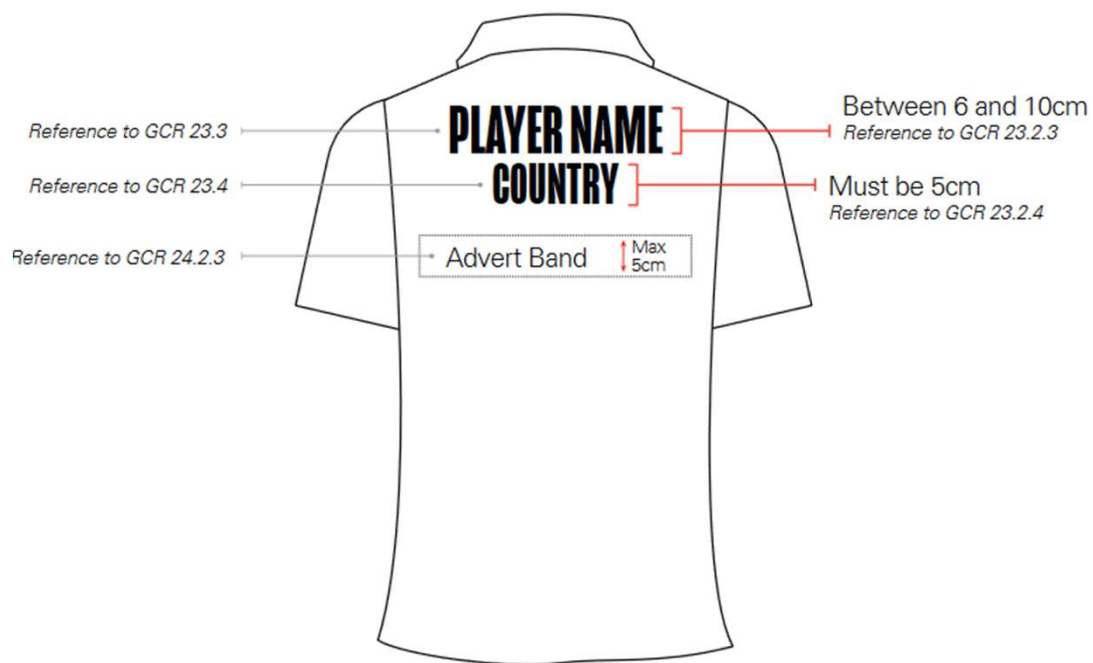 PLAYER NAME
COUNTRY
Advert Band
Max
5cm
Reference to GCR 23.3
Reference to GCR 23.4
Reference to GCR 24.2.3
Between 6 and 10cm
Reference to GCR 23.2.3
Must be 5cm
Reference to GCR 23.2.4